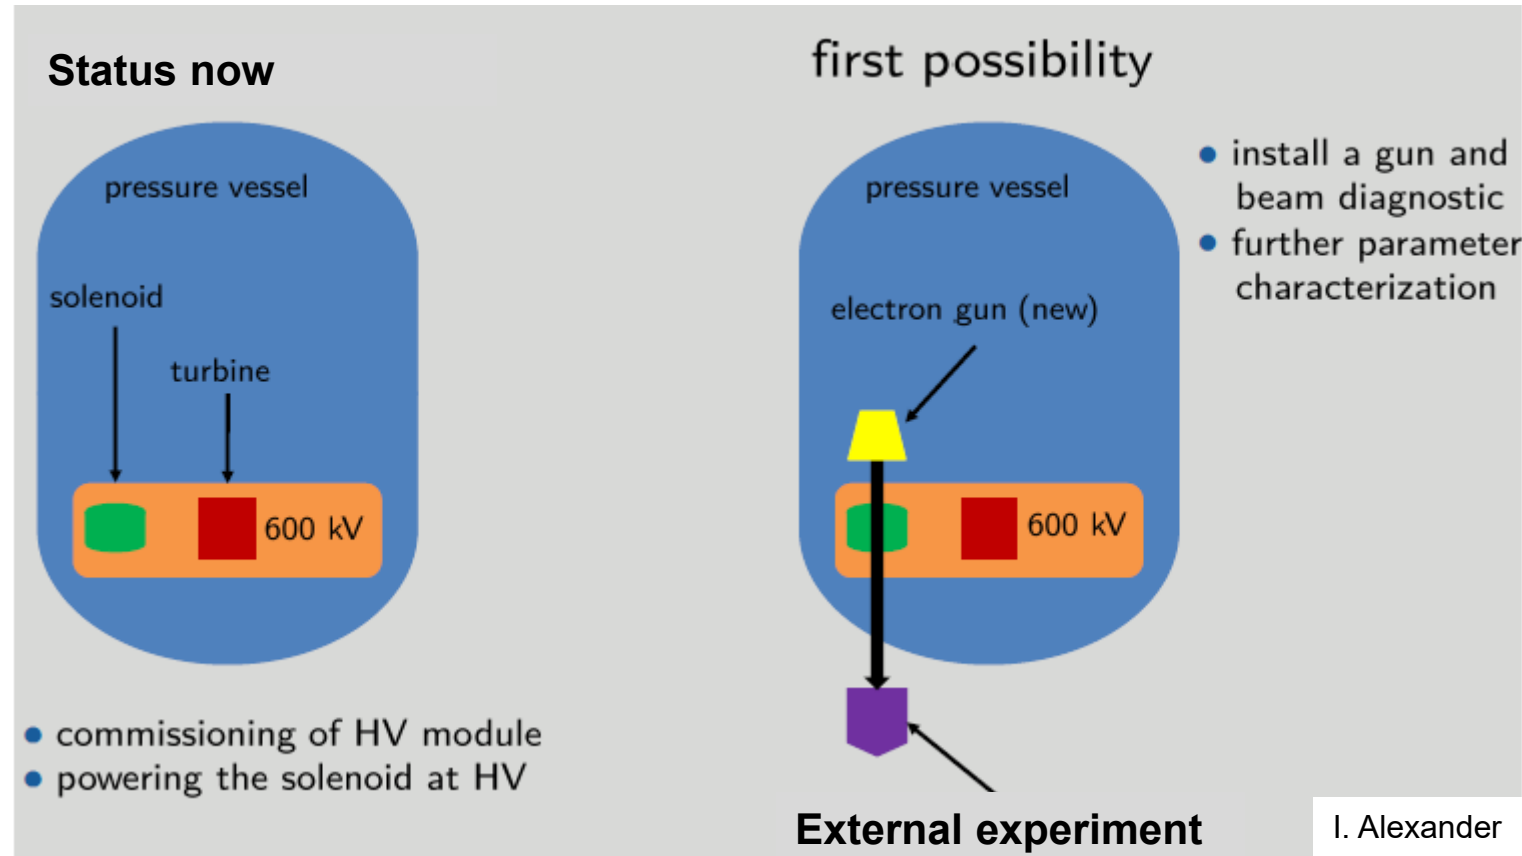 Status now
pressure vessel
solenoid
turbine
600 kV
• commissioning of HV module
• powering the solenoid at HV
first possibility
pressure vessel
electron gun (new)
600 kV
• install a gun and
beam diagnostic
• further parameter
characterization
External experiment
I. Alexander